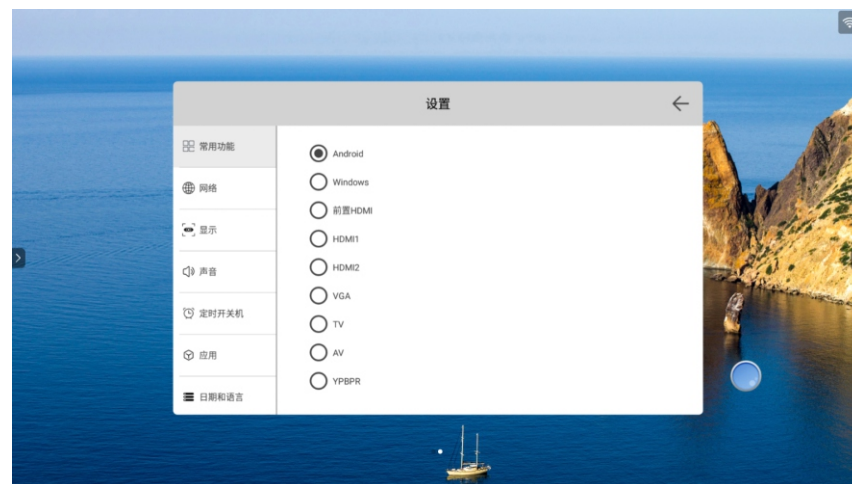 设置
常用功能
网络
显示
声音
定时开关机
应用
日期和语言
Android
Windows
前置HDMI
HDMI1
HDMI2
VGA
TV
AV
YPBPR